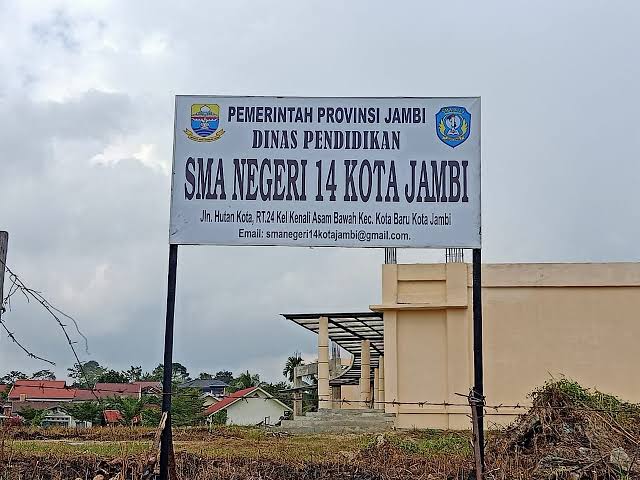 PEMERINTAH PROVINSI JAMBI
DINAS PENDIDIKAN
SMA NEGERI 14 KOTA JAMBI
Jln. Hutan Kota, RT.24 Kel Kenali Asam Bawah Kec. Kota Baru Kota Jambi
Email: smanegeri14kotajambi@gmail.com.